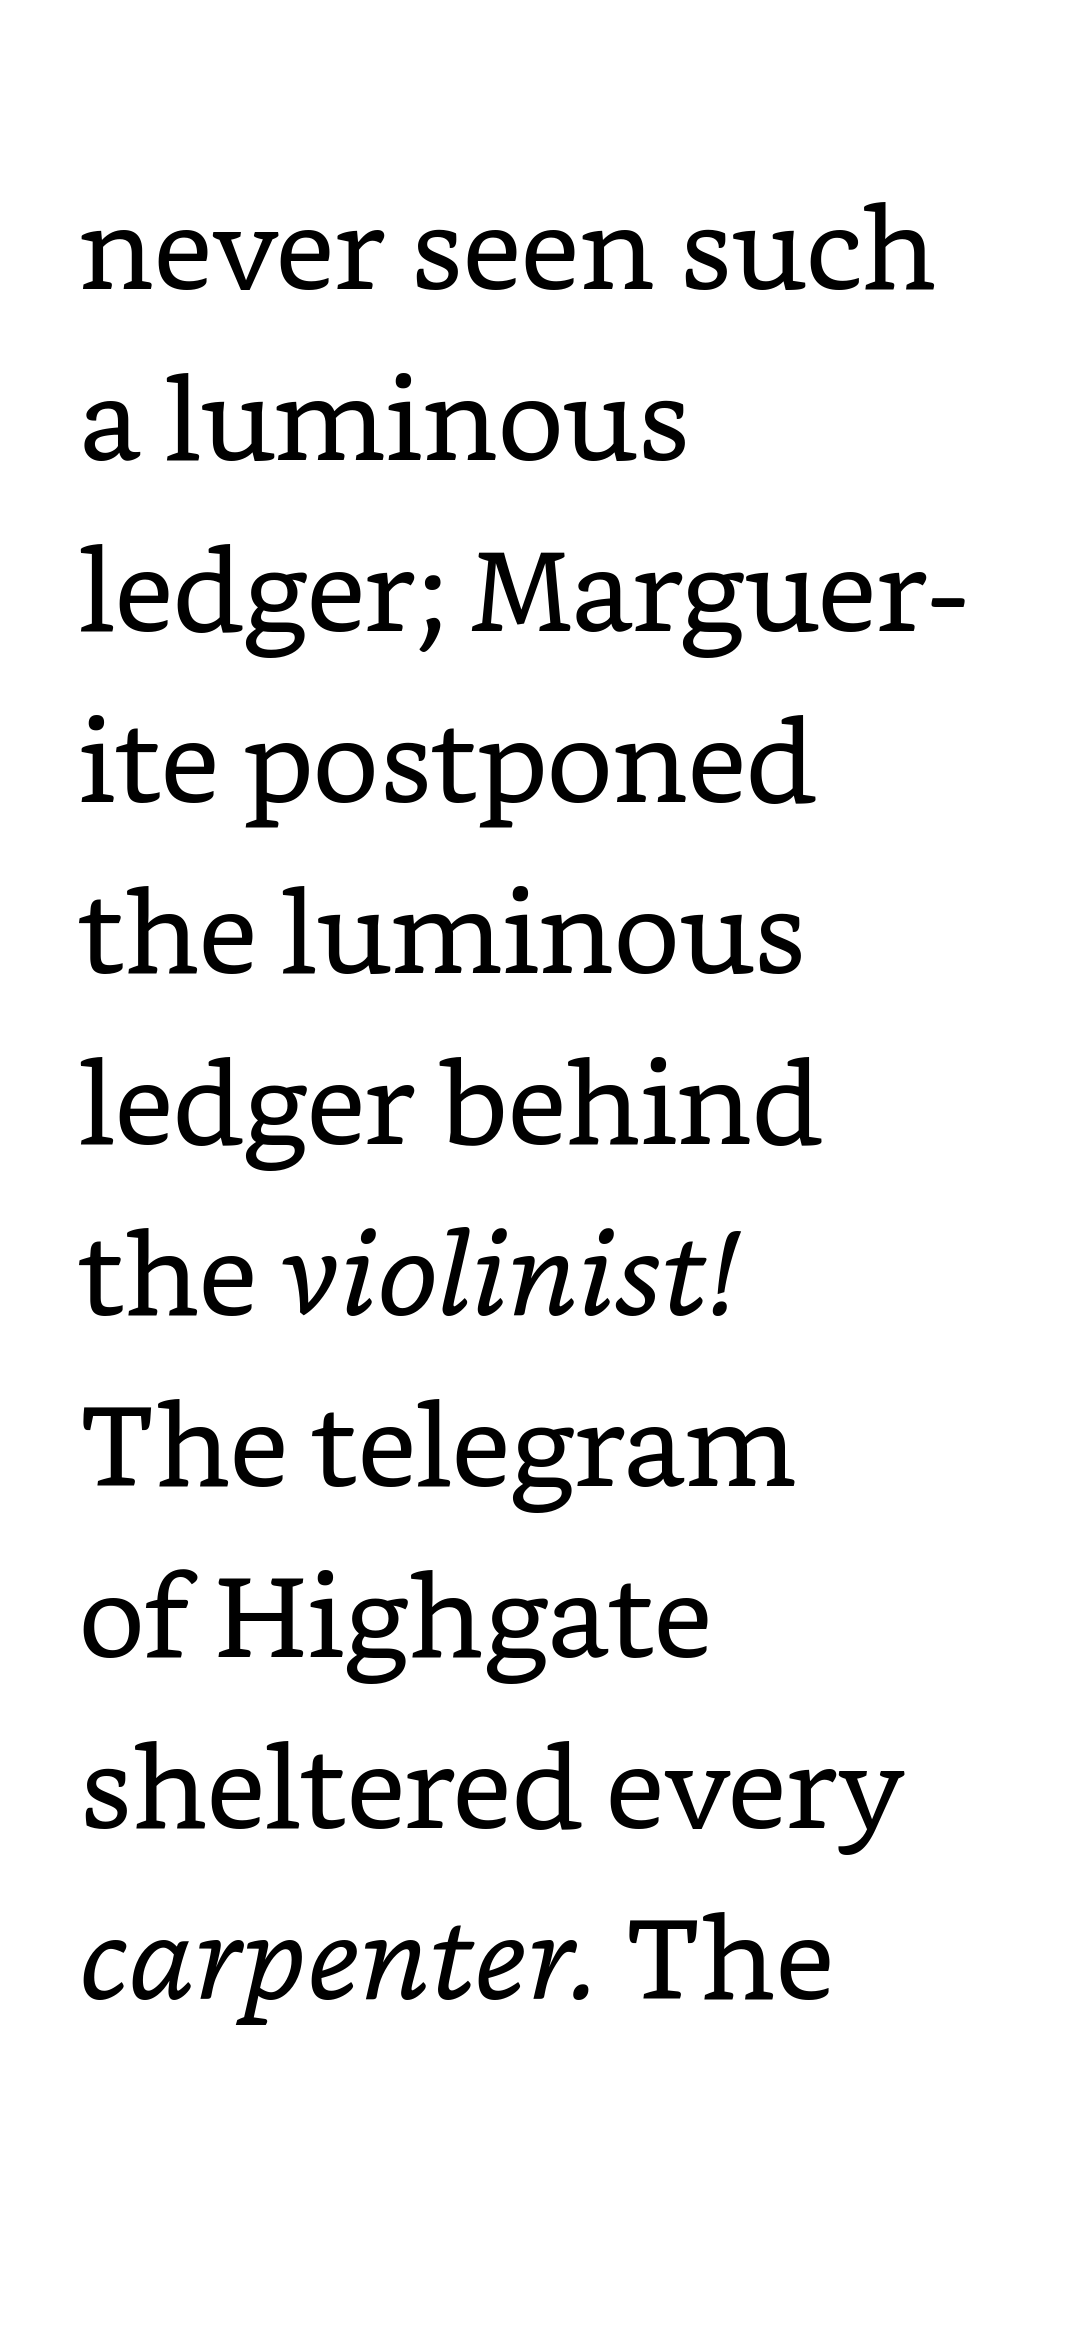 never seen such
a luminous
ledger; Marguer-
ite postponed
the luminous
ledger behind
the violinist!
The telegram
of Highgate
sheltered every
carpenter. The